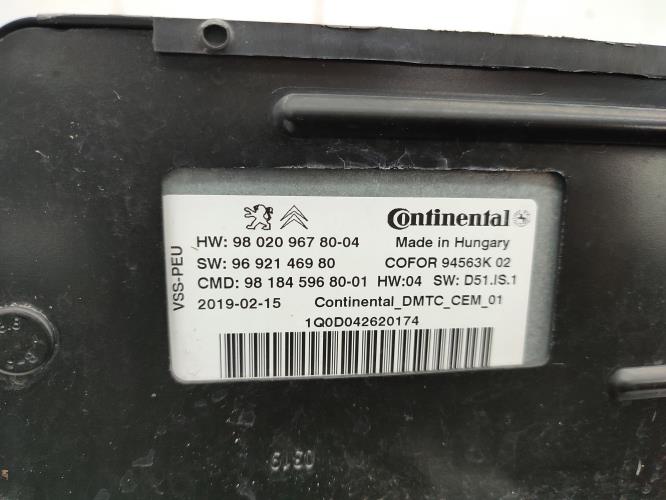 Continental
HW: 98 020 967 80-04
Made in Hungary
SW: 96 921 469 80
COFOR 94563K 02
CMD: 98 184 596 80-01 HW:04 SW: D51.IS.1
2019-02-15 Continental_DMTC_CEM_01
1Q0D042620174
VSS-PEU
0313